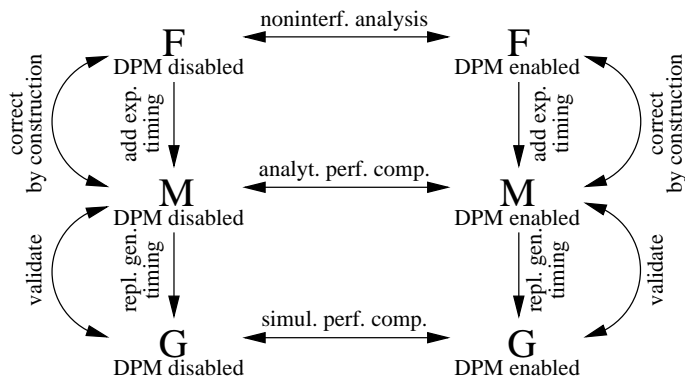 noninterf. analysis
F
F
DPM disabled
DPM enabled
correct
by construction
add exp.
timing
add exp.
timing
correct
by construction
analyt. perf. comp.
M
M
DPM disabled
DPM enabled
validate
repl. gen.
timing
repl. gen.
timing
validate
simul. perf. comp.
G
G
DPM disabled
DPM enabled